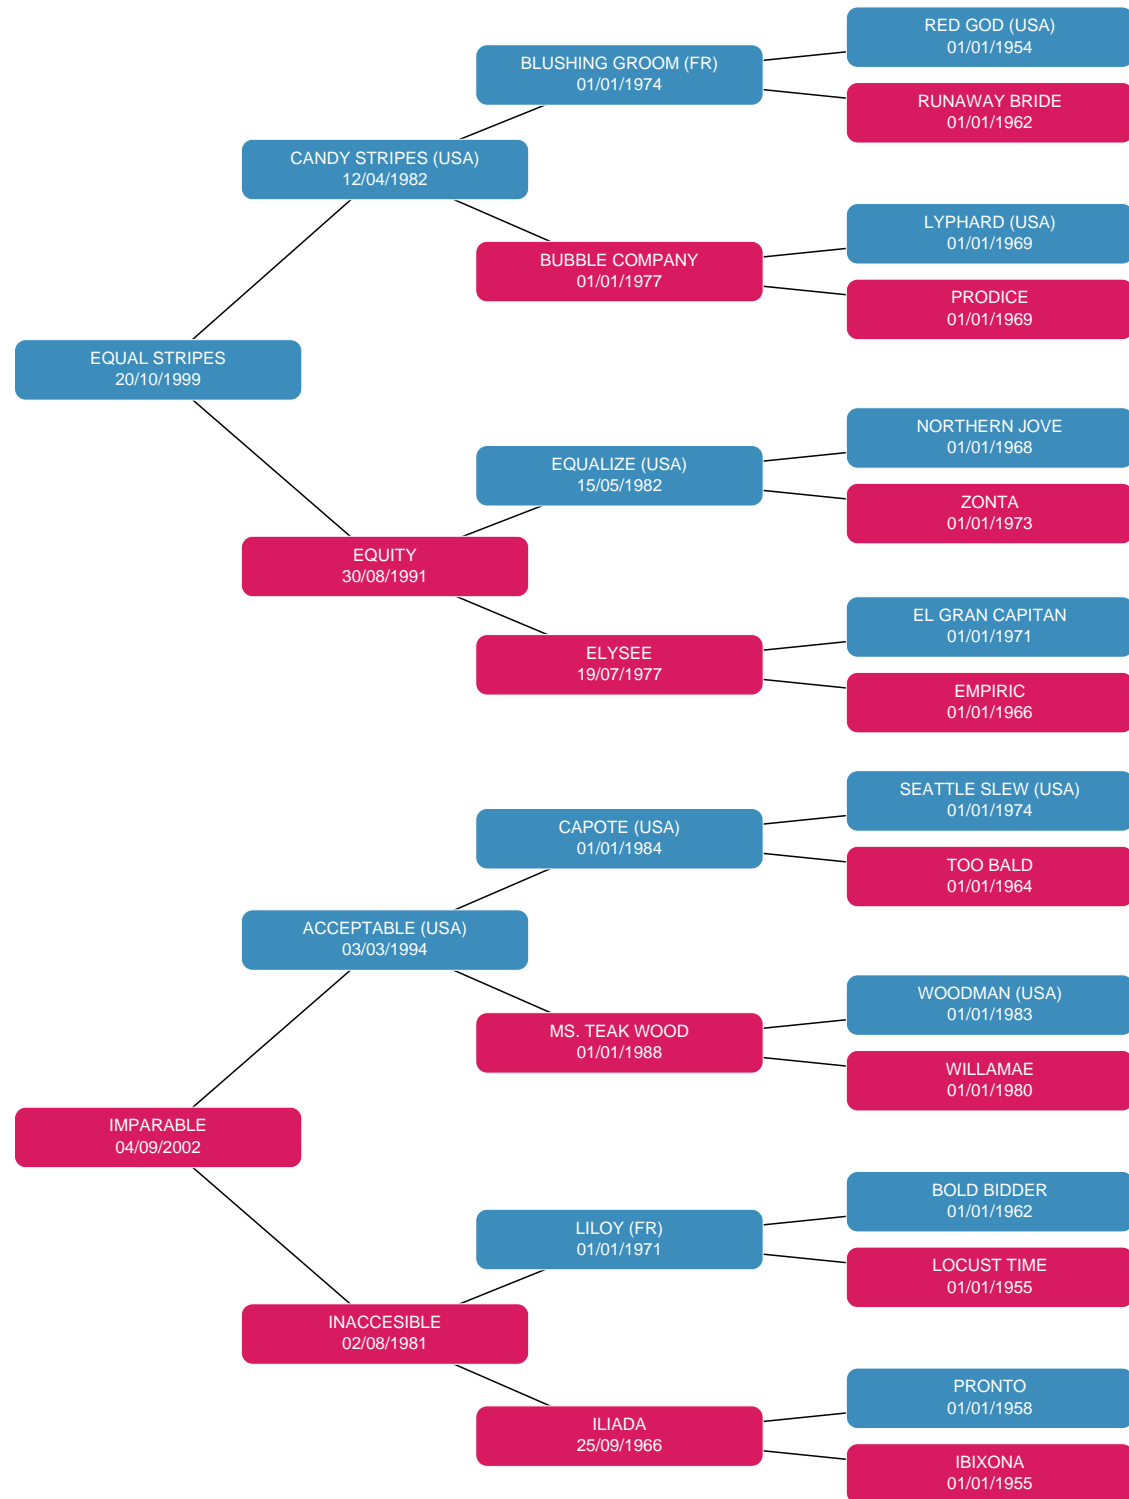 RED GOD (USA)
01/01/1954
BLUSHING GROOM (FR)
01/01/1974
RUNAWAY BRIDE
01/01/1962
CANDY STRIPES (USA)
12/04/1982
LYPHARD (USA)
01/01/1969
BUBBLE COMPANY
01/01/1977
PRODICE
01/01/1969
EQUAL STRIPES
20/10/1999
NORTHERN JOVE
01/01/1968
EQUALIZE (USA)
15/05/1982
ZONTA
01/01/1973
EQUITY
30/08/1991
EL GRAN CAPITAN
01/01/1971
ELYSEE
19/07/1977
EMPIRIC
01/01/1966
SEATTLE SLEW (USA)
01/01/1974
CAPOTE (USA)
01/01/1984
TOO BALD
01/01/1964
ACCEPTABLE (USA)
03/03/1994
WOODMAN (USA)
01/01/1983
MS. TEAK WOOD
01/01/1988
WILLAMAE
01/01/1980
IMPARABLE
04/09/2002
BOLD BIDDER
01/01/1962
LILOY (FR)
01/01/1971
LOCUST TIME
01/01/1955
INACCESIBLE
02/08/1981
PRONTO
01/01/1958
ILIADA
25/09/1966
IBIXONA
01/01/1955